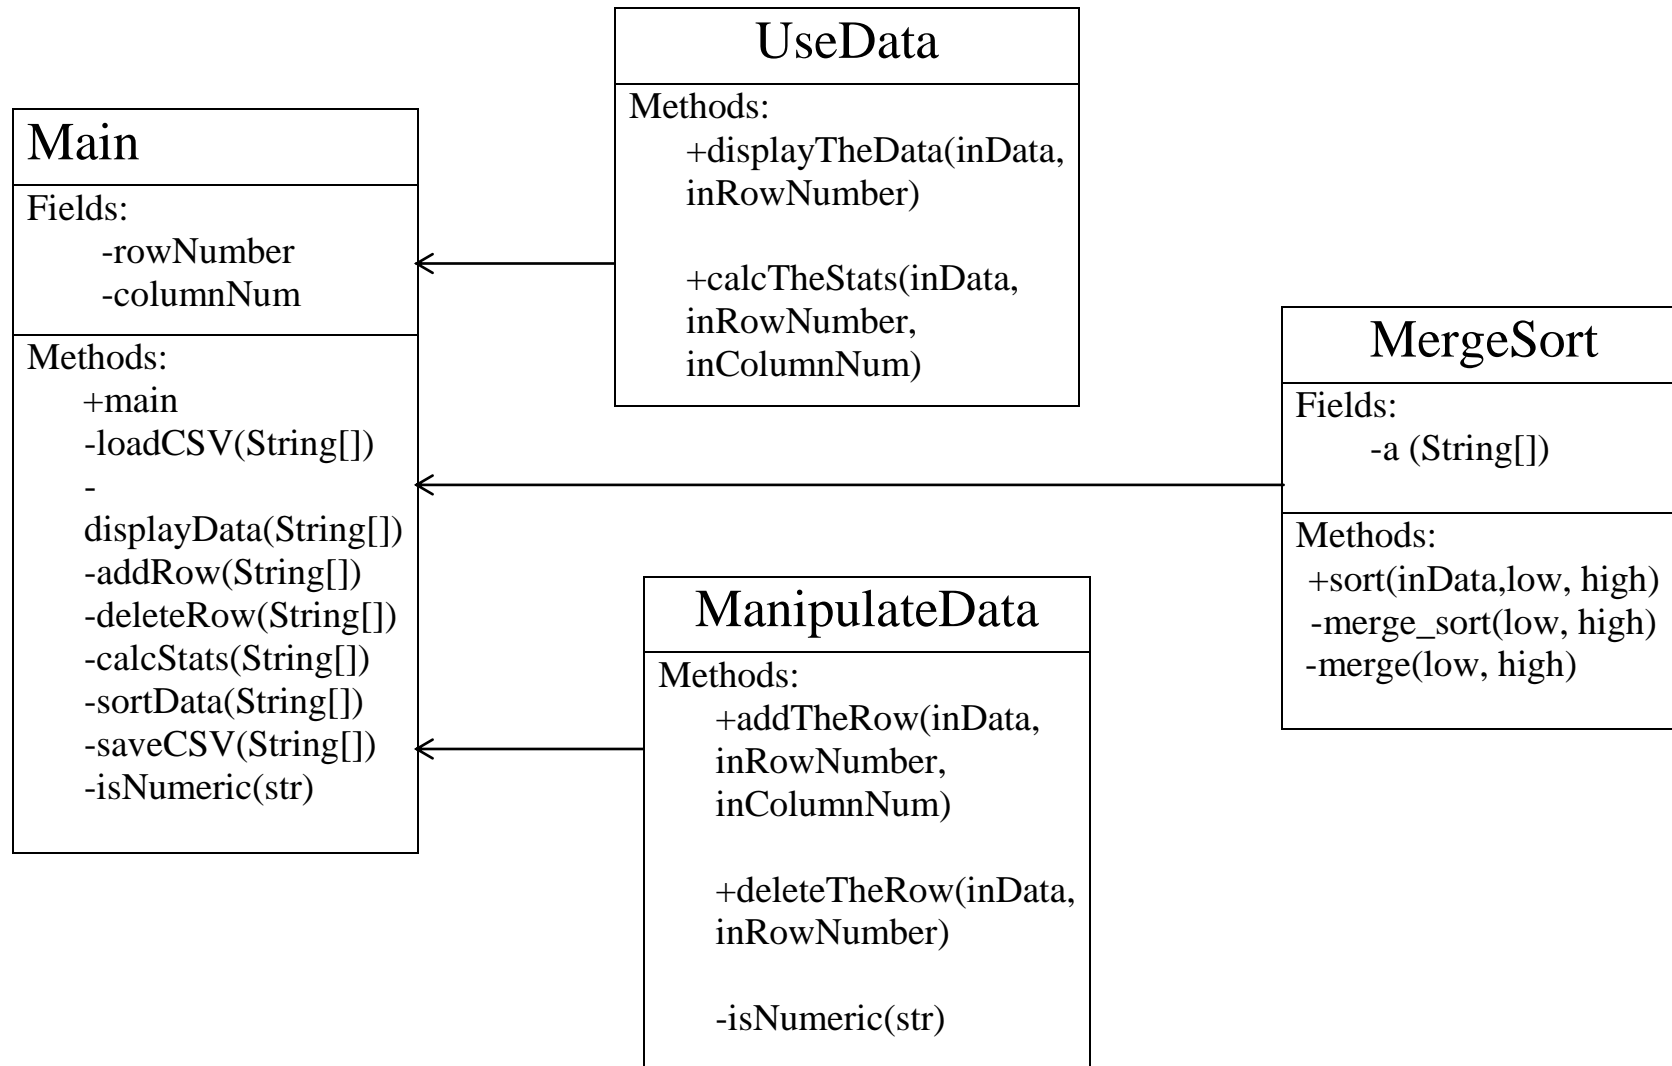 Main
Fields:
-rowNumber
-columnNum
Methods:
+main
-loadCSV(String[])
-
displayData(String[])
-addRow(String[])
-deleteRow(String[])
-calcStats(String[])
-sortData(String[])
-saveCSV(String[])
-isNumeric(str)
UseData
Methods:
+displayTheData(inData,
inRowNumber)
+calcTheStats(inData,
inRowNumber,
inColumnNum)
ManipulateData
Methods:
+addTheRow(inData,
inRowNumber,
inColumnNum)
+deleteTheRow(inData,
inRowNumber)
-isNumeric(str)
MergeSort
Fields:
-a (String[])
Methods:
+sort(inData,low, high)
-merge_sort(low, high)
-merge(low, high)